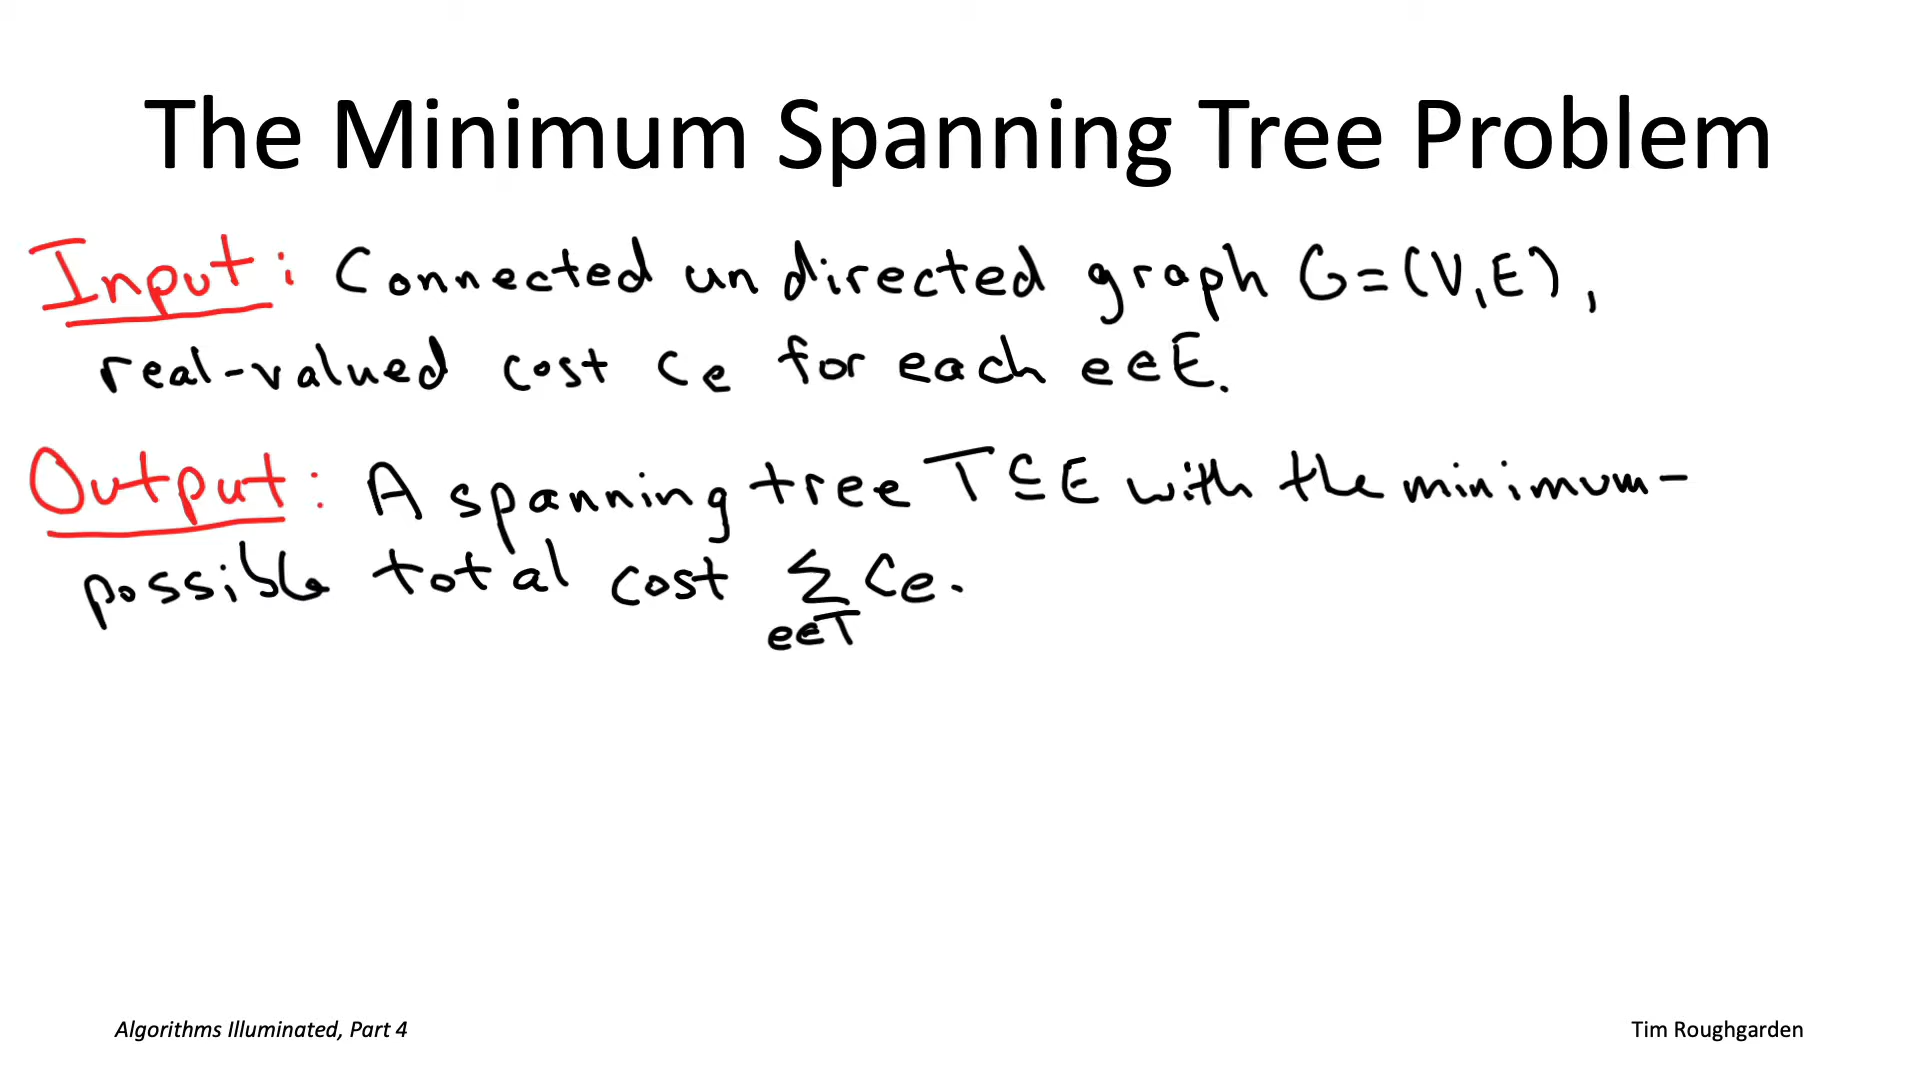 The Minimum Spanning Tree Problem
Input: Connected undirected graph G=(V,E),
real-valued cost ce for each e∈E.
Output: A spanning tree T⊆E with the minimum-
possible total cost ∑ ce.
e∈T
Algorithms Illuminated, Part 4
Tim Roughgarden